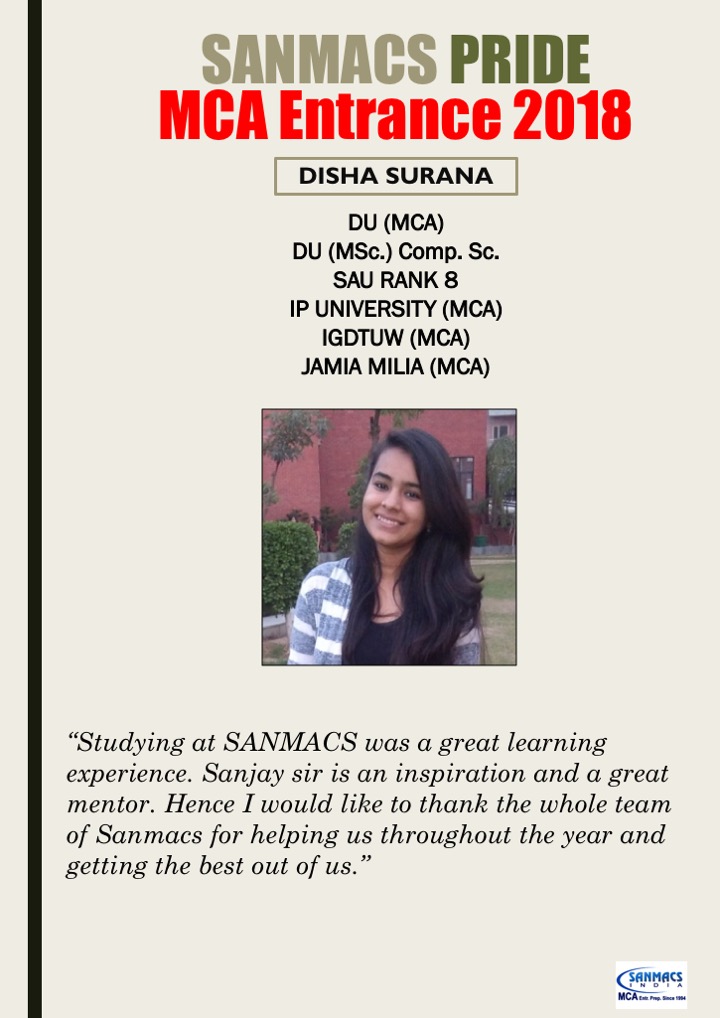 SANMACS PRIDE
MCA Entrance 2018
DISHA SURANA
DU (MCA)
DU (MSc.) Comp. Sc.
SAU RANK 8
IP UNIVERSITY (MCA)
IGDTUW (MCA)
JAMIA MILIA (MCA)
“Studying at SANMACS was a great learning
experience. Sanjay sir is an inspiration and a great
mentor. Hence I would like to thank the whole team
of Sanmacs for helping us throughout the year and
getting the best out of us.”
SANMACS
INDIA
MCA Entr. Prep. Since 1994